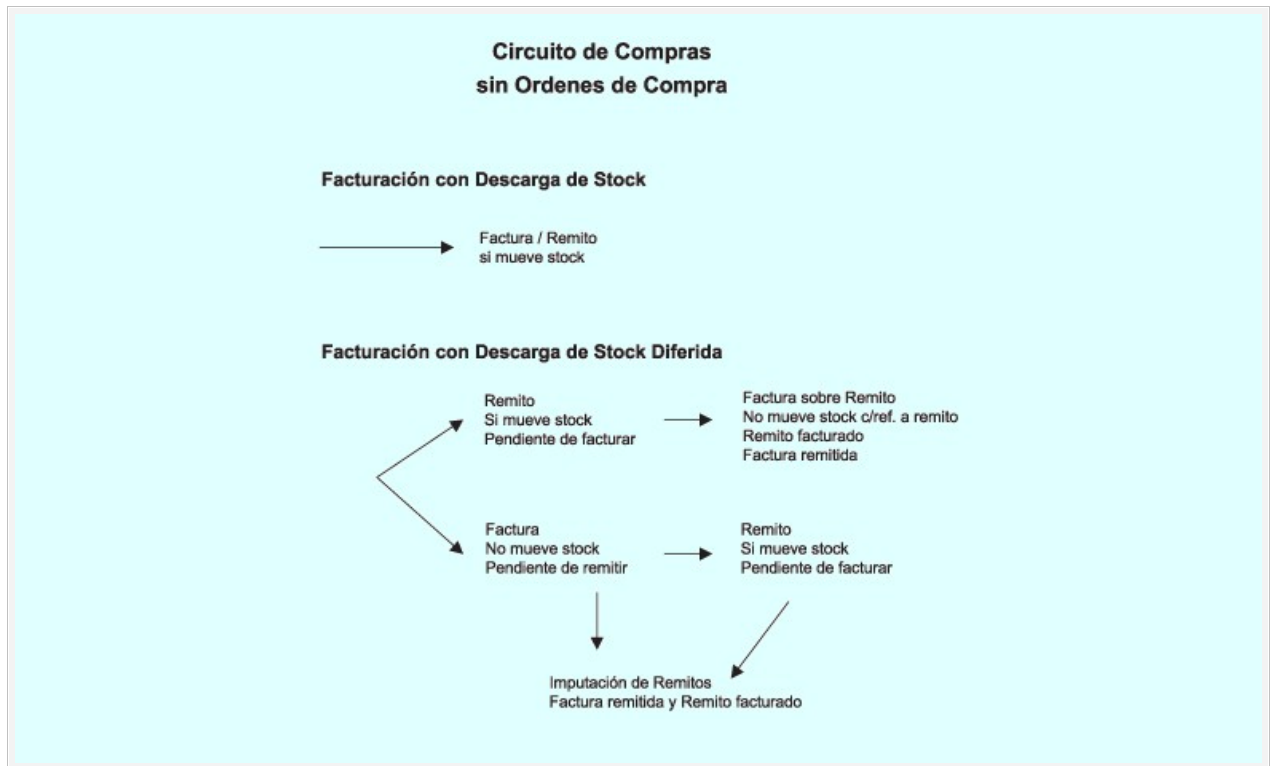 Circuito de Compras
sin Ordenes de Compra
Facturación con Descarga de Stock
Factura / Remito
si mueve stock
Facturación con Descarga de Stock Diferida
Remito
Si mueve stock
Pendiente de facturar
Factura sobre Remito
No mueve stock c/ref. a remito
Remito facturado
Factura remitida
Factura
No mueve stock
Pendiente de remitir
Remito
Si mueve stock
Pendiente de facturar
Imputación de Remitos
Factura remitida y Remito facturado